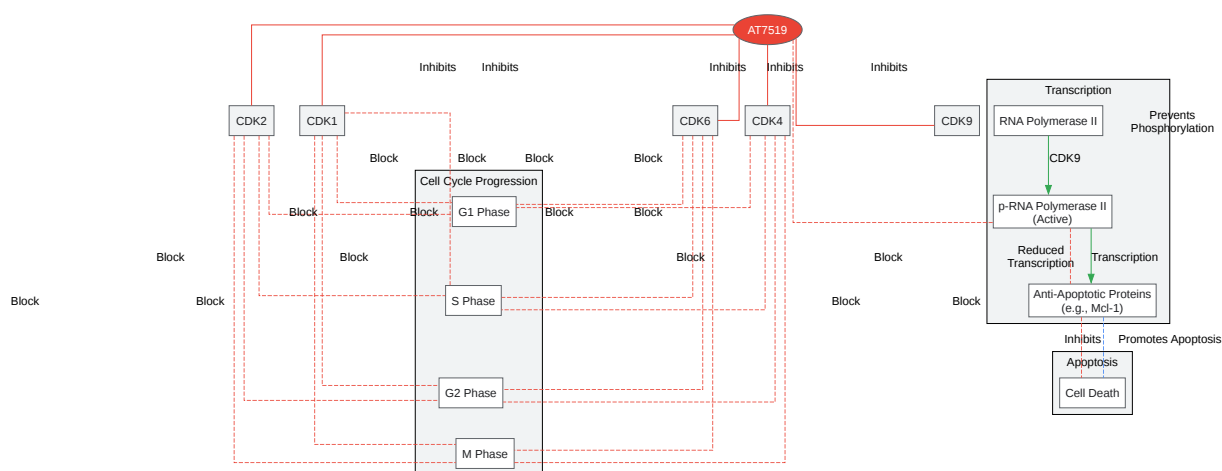 AT7519
Inhibits
Inhibits
Inhibits
Inhibits
Inhibits
Transcription
CDK2
CDK1
CDK6
CDK4
CDK9
RNA Polymerase II
Prevents
Phosphorylation
Block
Block
Block
Block
CDK9
Cell Cycle Progression
G1 Phase
Block
Block
Block
Block
p-RNA Polymerase II
(Active)
Block
Block
Block
Block
Reduced
Transcription
Transcription
Block
Block
S Phase
Block
Block
Anti-Apoptotic Proteins
(e.g., Mcl-1)
Inhibits
Promotes Apoptosis
Apoptosis
G2 Phase
Cell Death
M Phase